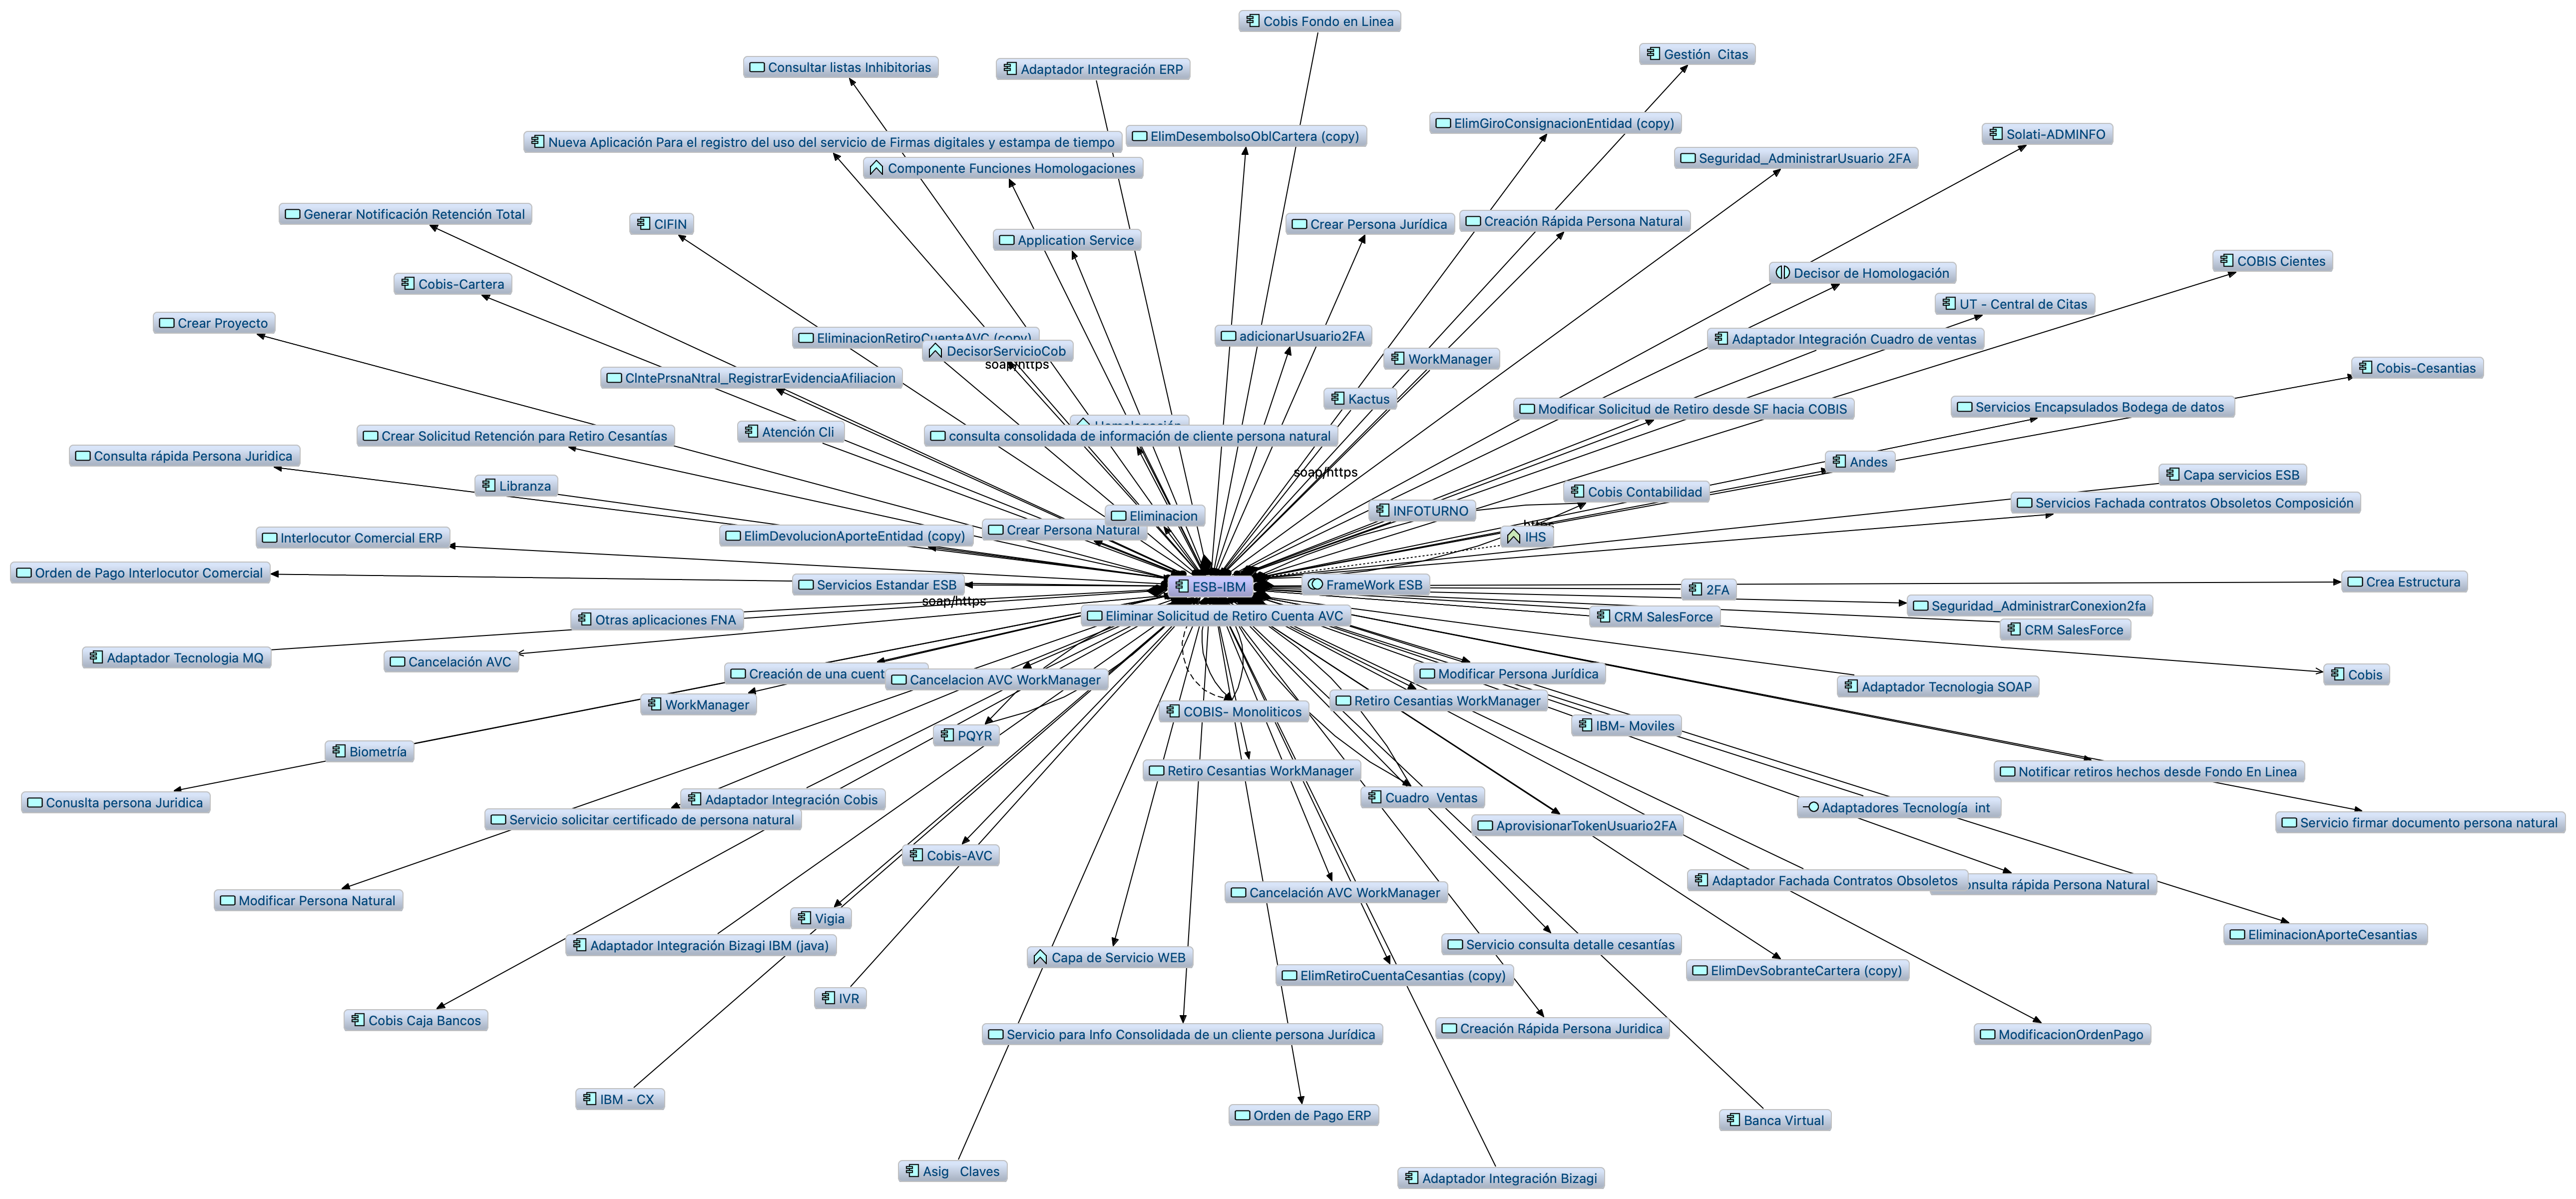 Cobis Fondo en Linea
Gestión  Citas
Consultar listas Inhibitorias
Adaptador Integración ERP
ElimGiroConsignacionEntidad (copy)
Solati-ADMINFO
ElimDesembolsoOblCartera (copy)
Nueva Aplicación Para el registro del uso del servicio de Firmas digitales y estampa de tiempo
Seguridad_AdministrarUsuario 2FA
Componente Funciones Homologaciones
Generar Notificación Retención Total
CIFIN
Crear Persona Jurídica
Creación Rápida Persona Natural
Application Service
COBIS Cientes
Decisor de Homologación
Cobis-Cartera
UT - Central de Citas
Crear Proyecto
EliminacionRetiroCuentaAVC (copy)
adicionarUsuario2FA
Adaptador Integración Cuadro de ventas
DecisorServicioCob
WorkManager
soap/https
Cobis-Cesantias
ClntePrsnaNtral_RegistrarEvidenciaAfiliacion
Kactus
Modificar Solicitud de Retiro desde SF hacia COBIS
Servicios Encapsulados Bodega de datos
Homologación
Atención Cli
Crear Solicitud Retención para Retiro Cesantías
consulta consolidada de información de cliente persona natural
Consulta rápida Persona Juridica
Andes
soap/https
Capa servicios ESB
Libranza
Cobis Contabilidad
Servicios Fachada contratos Obsoletos Composición
INFOTURNO
Eliminacion
https
Crear Persona Natural
ElimDevolucionAporteEntidad (copy)
Interlocutor Comercial ERP
IHS
Orden de Pago Interlocutor Comercial
Servicios Estandar ESB
ESB-IBM
FrameWork ESB
2FA
Crea Estructura
soap/https
Seguridad_AdministrarConexion2fa
Otras aplicaciones FNA
Eliminar Solicitud de Retiro Cuenta AVC
CRM SalesForce
CRM SalesForce
Adaptador Tecnologia MQ
Cancelación AVC
Creación de una cuent
Cancelacion AVC WorkManager
Modificar Persona Jurídica
Cobis
Adaptador Tecnologia SOAP
WorkManager
Retiro Cesantias WorkManager
COBIS- Monoliticos
IBM- Moviles
PQYR
Biometría
Retiro Cesantias WorkManager
Notificar retiros hechos desde Fondo En Linea
Conuslta persona Juridica
Adaptador Integración Cobis
Cuadro  Ventas
Adaptadores Tecnología  int
Servicio solicitar certificado de persona natural
AprovisionarTokenUsuario2FA
Servicio firmar documento persona natural
Cobis-AVC
Adaptador Fachada Contratos Obsoletos
onsulta rápida Persona Natural
Modificar Persona Natural
Cancelación AVC WorkManager
Vigia
EliminacionAporteCesantias
Adaptador Integración Bizagi IBM (java)
Servicio consulta detalle cesantías
Capa de Servicio WEB
ElimRetiroCuentaCesantias (copy)
ElimDevSobranteCartera (copy)
IVR
Cobis Caja Bancos
Creación Rápida Persona Juridica
Servicio para Info Consolidada de un cliente persona Jurídica
ModificacionOrdenPago
IBM - CX
Orden de Pago ERP
Banca Virtual
Asig   Claves
Adaptador Integración Bizagi